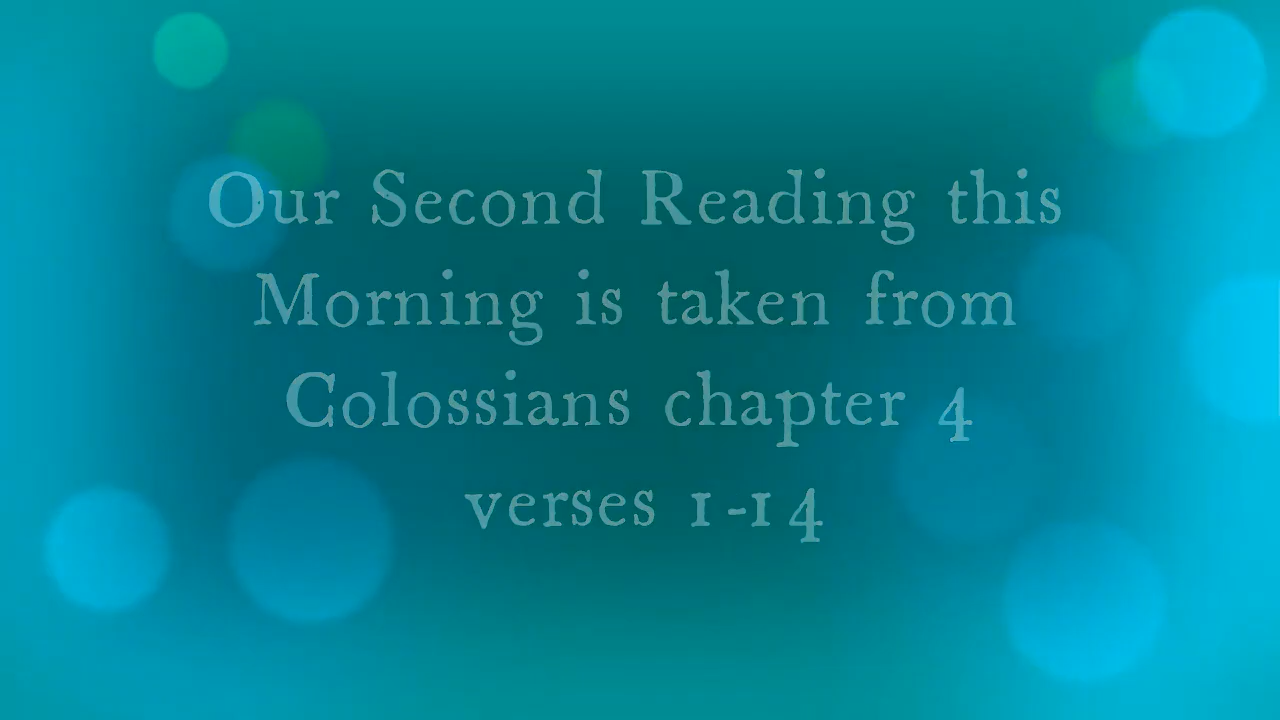 Our Second Reading this
Morning is taken from
Colossians chapter 4
verses 1-14